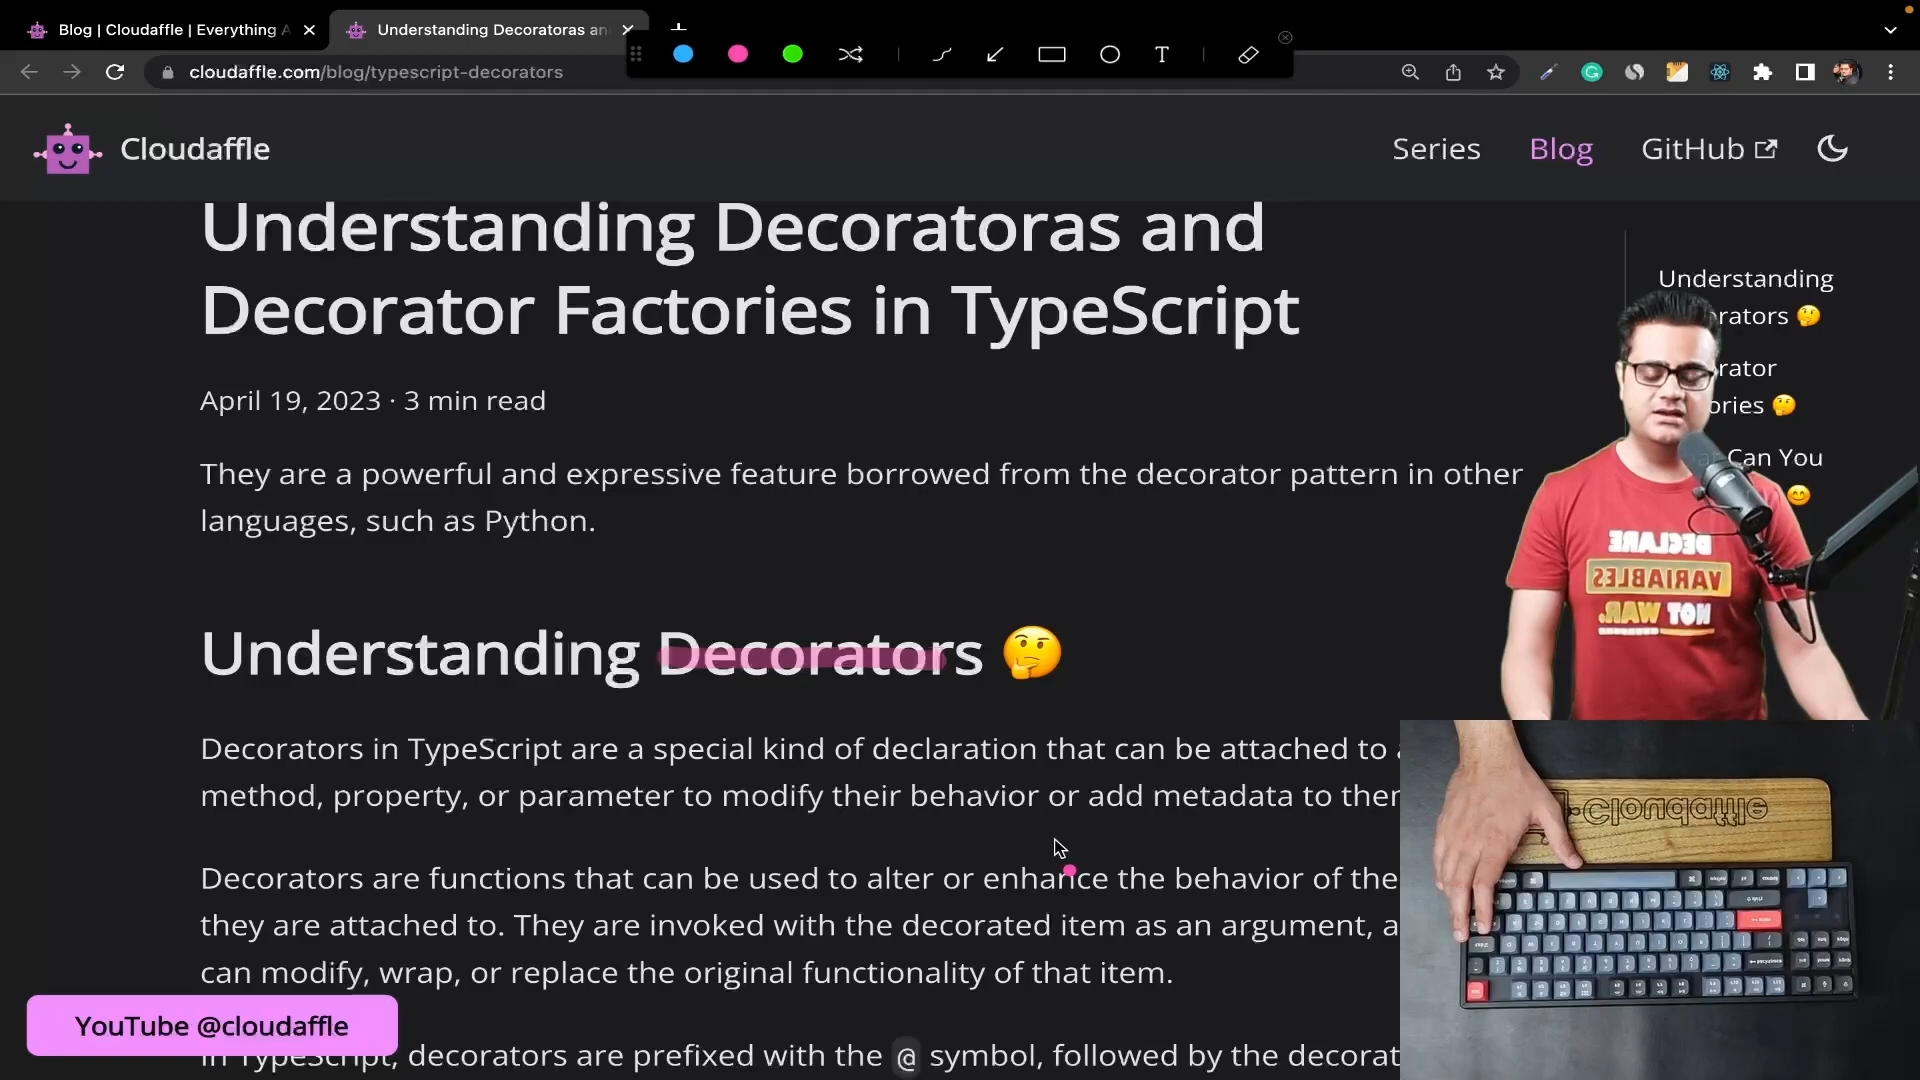 Blog | Cloudaffle | Everything A
Understanding Decoratoras an
cloudaffle.com/blog/typescript-decorators
T
Cloudaffle
Series
Blog
GitHub
Understanding Decoratoras and
Decorator Factories in TypeScript
April 19, 2023 · 3 min read
They are a powerful and expressive feature borrowed from the decorator pattern in other
languages, such as Python.
Understanding
rators 🤔
rator
ories 🤔
Can You
😊
DECLARE
VARIABLES
NOT WAR.
Understanding Decorators 🤔
Decorators in TypeScript are a special kind of declaration that can be attached to
method, property, or parameter to modify their behavior or add metadata to
Decorators are functions that can be used to alter or enhance the behavior of the
they are attached to. They are invoked with the decorated item as an argument, a
can modify, wrap, or replace the original functionality of that item.
In TypeScript, decorators are prefixed with the @ symbol, followed by the decorat
YouTube @cloudaffle
Cloudaffle